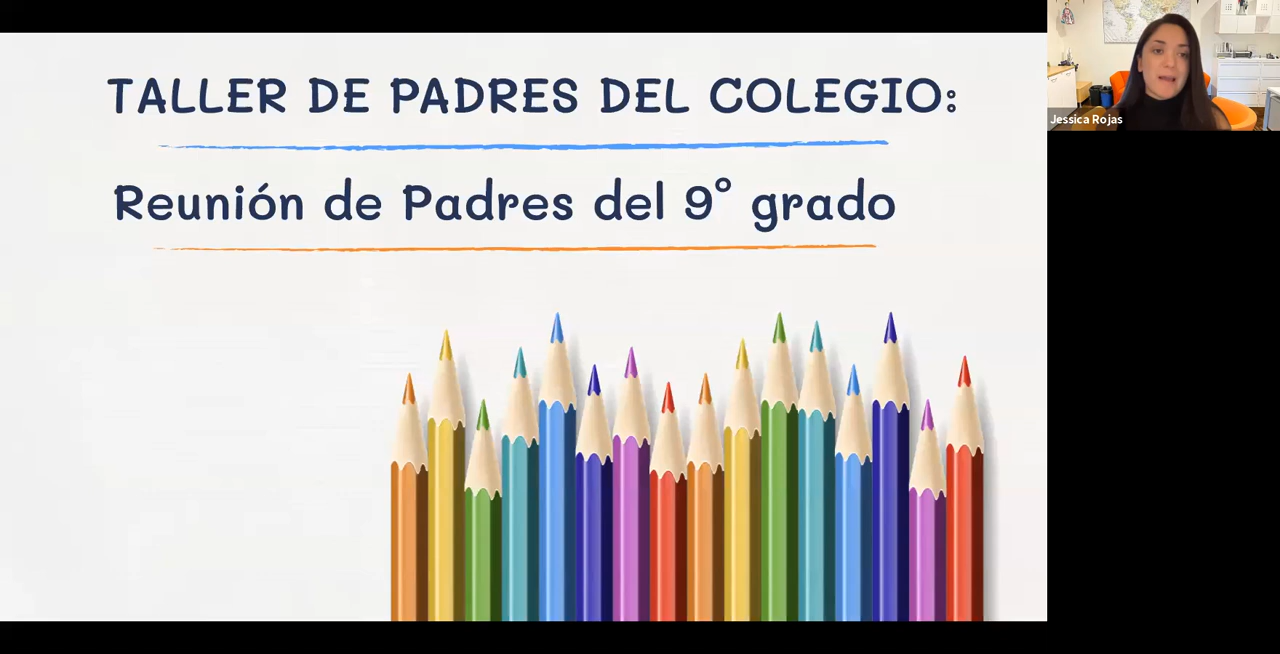 TALLER DE PADRES DEL COLEGIO:
Reunión de Padres del 9° grado
Jessica Rojas